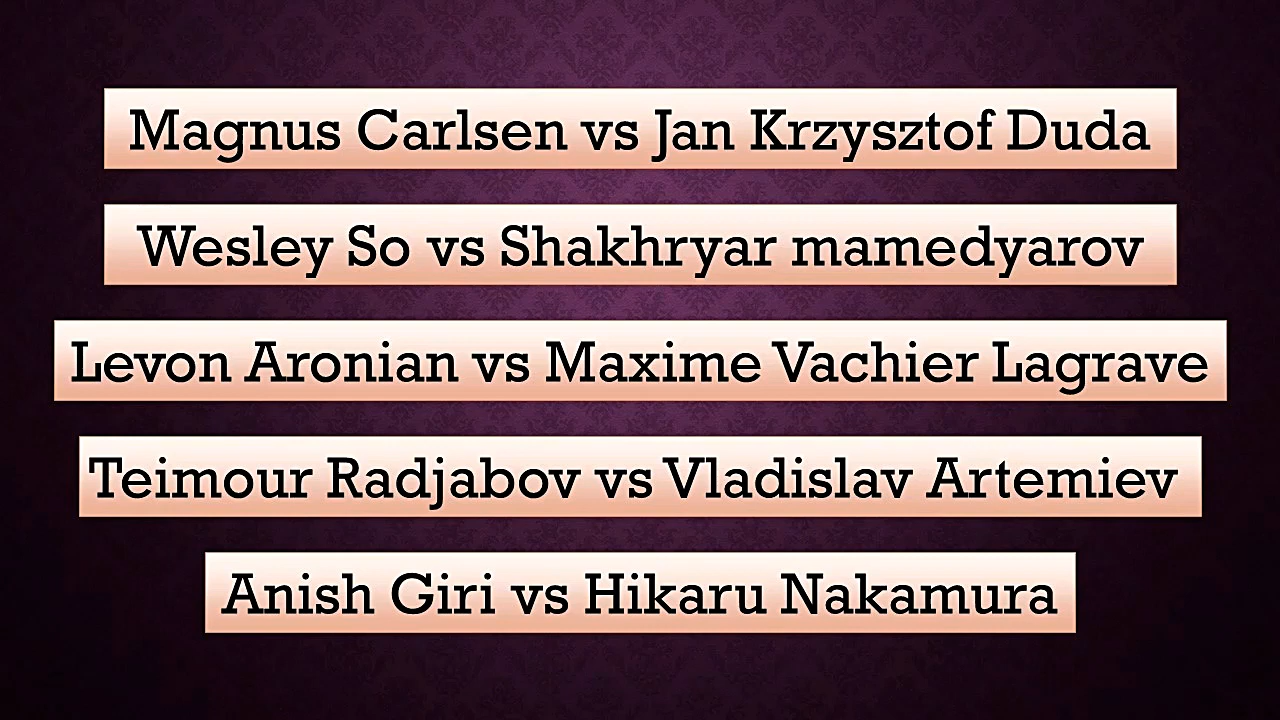 Magnus Carlsen vs Jan Krzysztof Duda
Wesley So vs Shakhryar mamedyarov
Levon Aronian vs Maxime Vachier Lagrave
Teimour Radjabov vs Vladislav Artemiev
Anish Giri vs Hikaru Nakamura